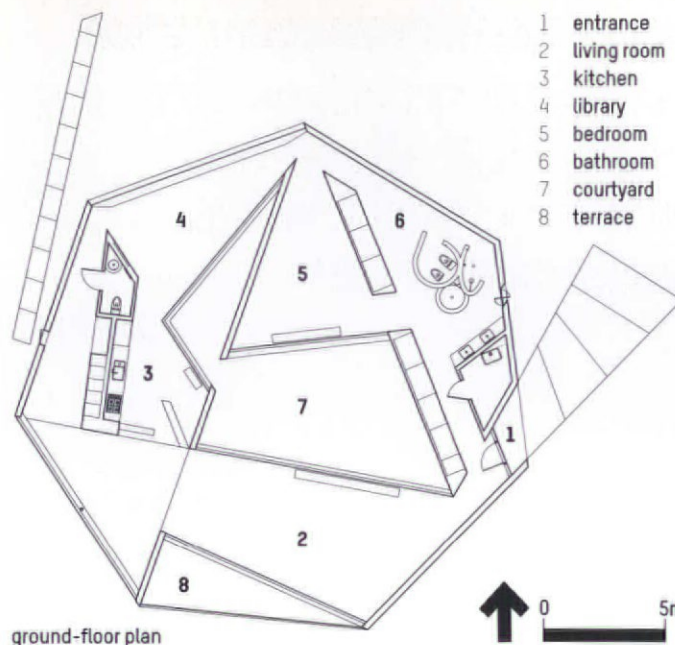 1 entrance
2 living room
3 kitchen
4 library
5 bedroom
6 bathroom
7 courtyard
8 terrace
4
6
5
3
7
1
2
8
0 5m
ground-floor plan